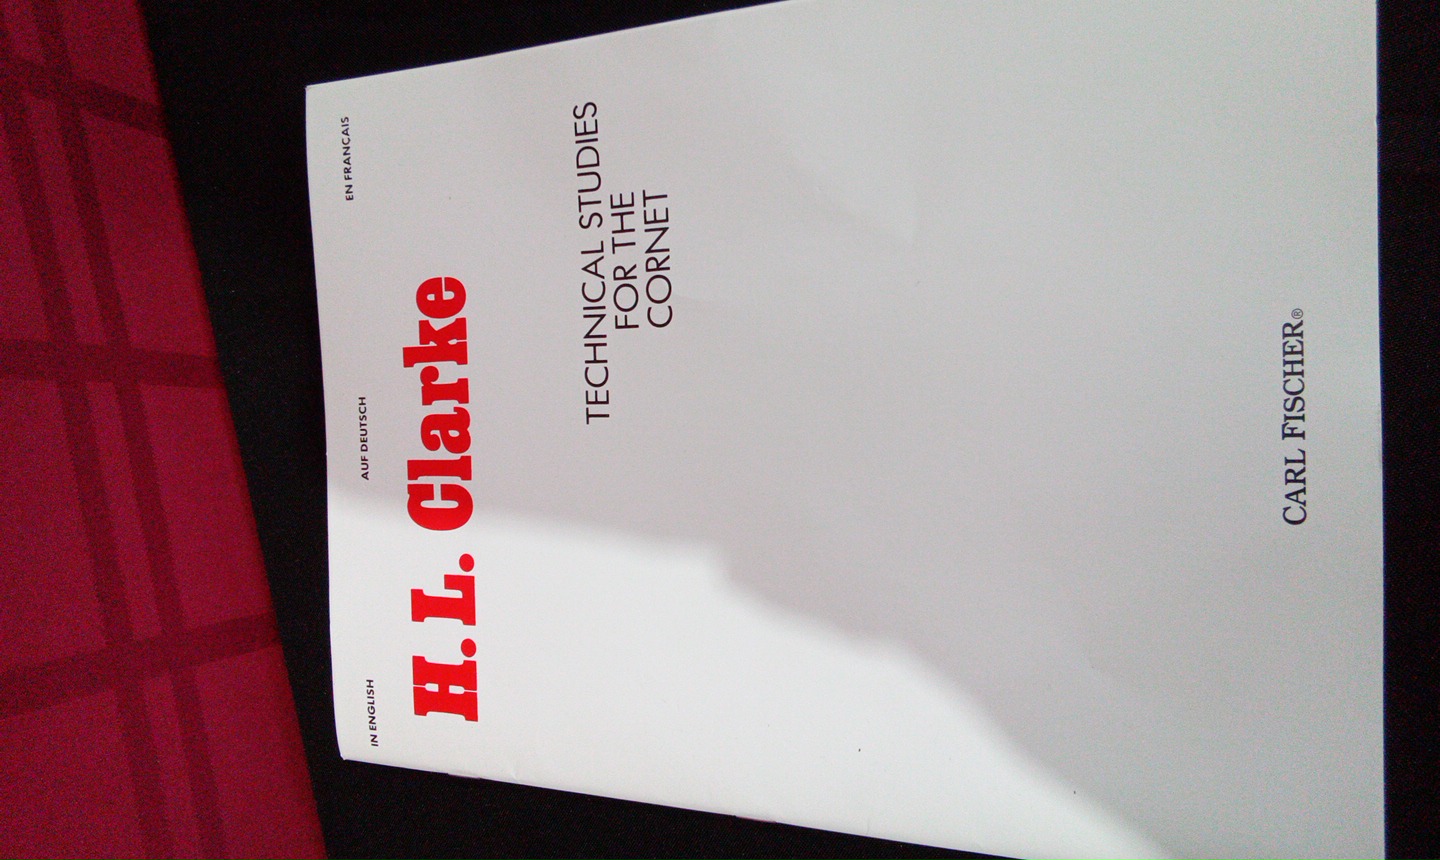 IN ENGLISH AUF DEUTSCH EN FRANCAIS
H. L. Clarke
TECHNICAL STUDIES
FOR THE
CORNET
CARL FISCHER®